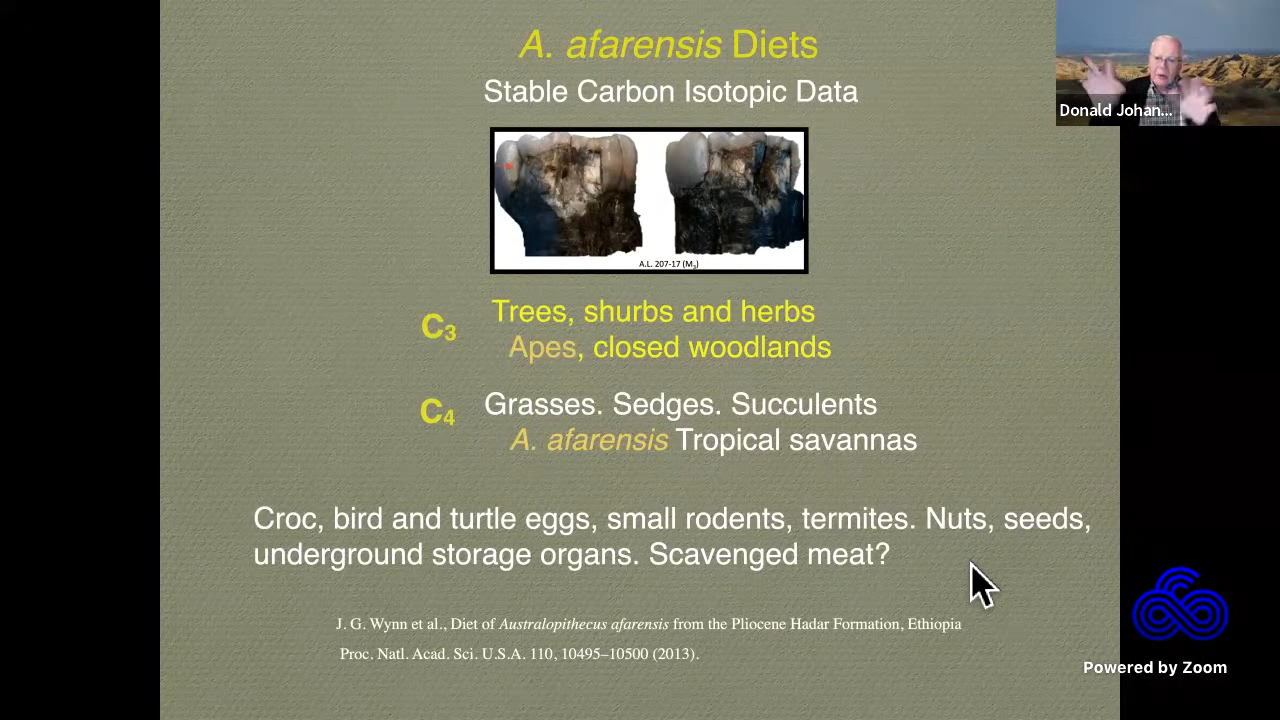 A. afarensis Diets
Stable Carbon Isotopic Data
Donald Johan...
A.L. 207-17 (M3)
C3 Trees, shurbs and herbs
Apes, closed woodlands
C4 Grasses. Sedges. Succulents
A. afarensis Tropical savannas
Croc, bird and turtle eggs, small rodents, termites. Nuts, seeds,
underground storage organs. Scavenged meat?
J. G. Wynn et al., Diet of Australopithecus afarensis from the Pliocene Hadar Formation, Ethiopia
Proc. Natl. Acad. Sci. U.S.A. 110, 10495–10500 (2013).
Powered by Zoom